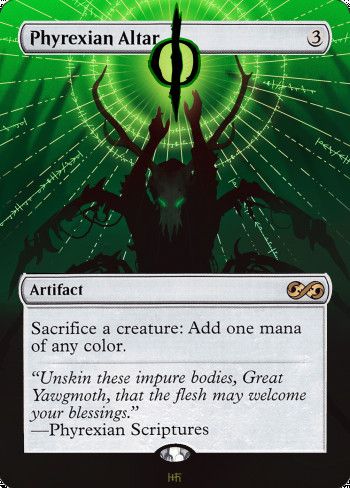 Phyrexian Altar 3
Artifact
Sacrifice a creature: Add one mana
of any color.
“Unskin these impure bodies, Great
Yawgmoth, that the flesh may welcome
your blessings.”
—Phyrexian Scriptures